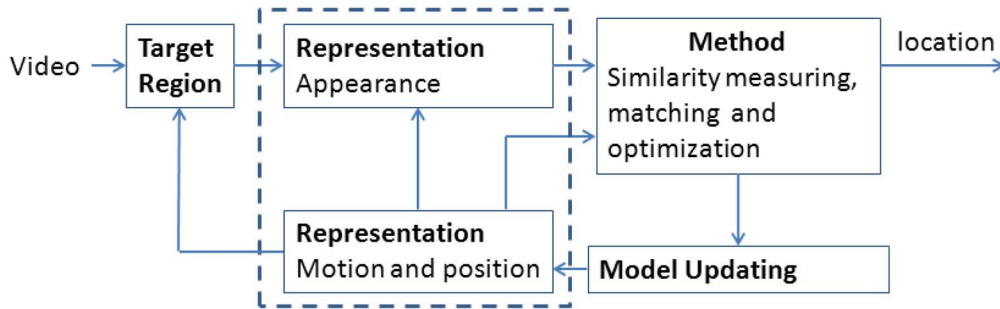 Video
Target
Region
Representation
Appearance
Method
Similarity measuring,
matching and
optimization
location
Representation
Motion and position
Model Updating